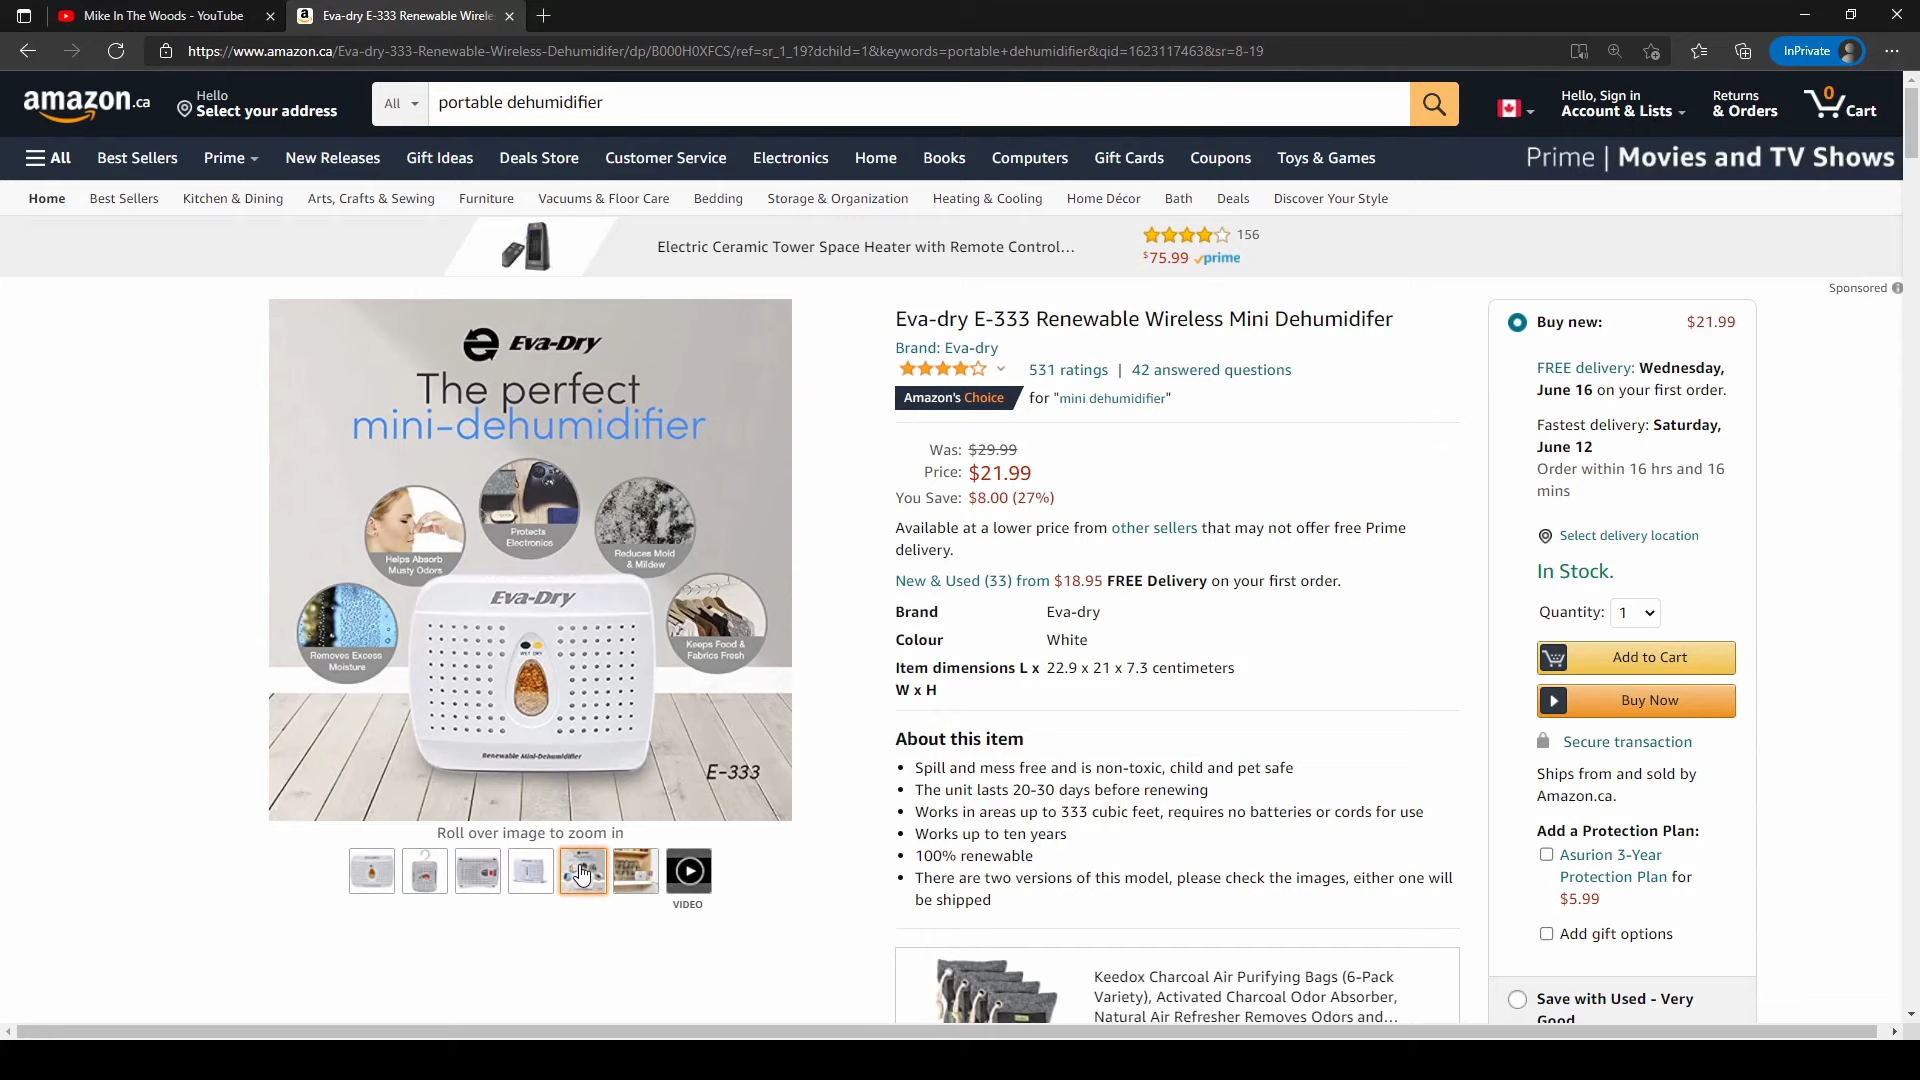 Mike In The Woods - YouTube
Eva-dry E-333 Renewable Wirele
https://www.amazon.ca/Eva-dry-333-Renewable-Wireless-Dehumidifer/dp/B000H0XFCS/ref=sr_1_19?dchild=1&keywords=portable+dehumidifier&qid=1623117463&sr=8-19
InPrivate
amazon.ca
Hello
Select your address
All
portable dehumidifier
Hello, Sign in
Account & Lists
Returns
& Orders
0
Cart
All
Best Sellers
Prime
New Releases
Gift Ideas
Deals Store
Customer Service
Electronics
Home
Books
Computers
Gift Cards
Coupons
Toys & Games
Prime | Movies and TV Shows
Home
Best Sellers
Kitchen & Dining
Arts, Crafts & Sewing
Furniture
Vacuums & Floor Care
Bedding
Storage & Organization
Heating & Cooling
Home Décor
Bath
Deals
Discover Your Style
Electric Ceramic Tower Space Heater with Remote Control...
156
$75.99 prime
Sponsored
Eva-Dry
The perfect
mini-dehumidifier
Helps Absorb
Musty Odors
Protects
Electronics
Reduces Mold
& Mildew
Removes Excess
Moisture
Keeps Food &
Fabrics Fresh
Eva-Dry
WET DRY
Renewable Mini-Dehumidifier
E-333
Roll over image to zoom in
VIDEO
Eva-dry E-333 Renewable Wireless Mini Dehumidifer
Brand: Eva-dry
531 ratings | 42 answered questions
Amazon's Choice for "mini dehumidifier"
Was: $29.99
Price: $21.99
You Save: $8.00 (27%)
Available at a lower price from other sellers that may not offer free Prime
delivery.
New & Used (33) from $18.95 FREE Delivery on your first order.
Brand Eva-dry
Colour White
Item dimensions L x 22.9 x 21 x 7.3 centimeters
W x H
About this item
• Spill and mess free and is non-toxic, child and pet safe
• The unit lasts 20-30 days before renewing
• Works in areas up to 333 cubic feet, requires no batteries or cords for use
• Works up to ten years
• 100% renewable
• There are two versions of this model, please check the images, either one will
be shipped
Keedox Charcoal Air Purifying Bags (6-Pack
Variety), Activated Charcoal Odor Absorber,
Natural Air Refresher Removes Odors and...
Buy new: $21.99
FREE delivery: Wednesday,
June 16 on your first order.
Fastest delivery: Saturday,
June 12
Order within 16 hrs and 16
mins
Select delivery location
In Stock.
Quantity: 1
Add to Cart
Buy Now
Secure transaction
Ships from and sold by
Amazon.ca.
Add a Protection Plan:
Asurion 3-Year
Protection Plan for
$5.99
Add gift options
Save with Used - Very
Good